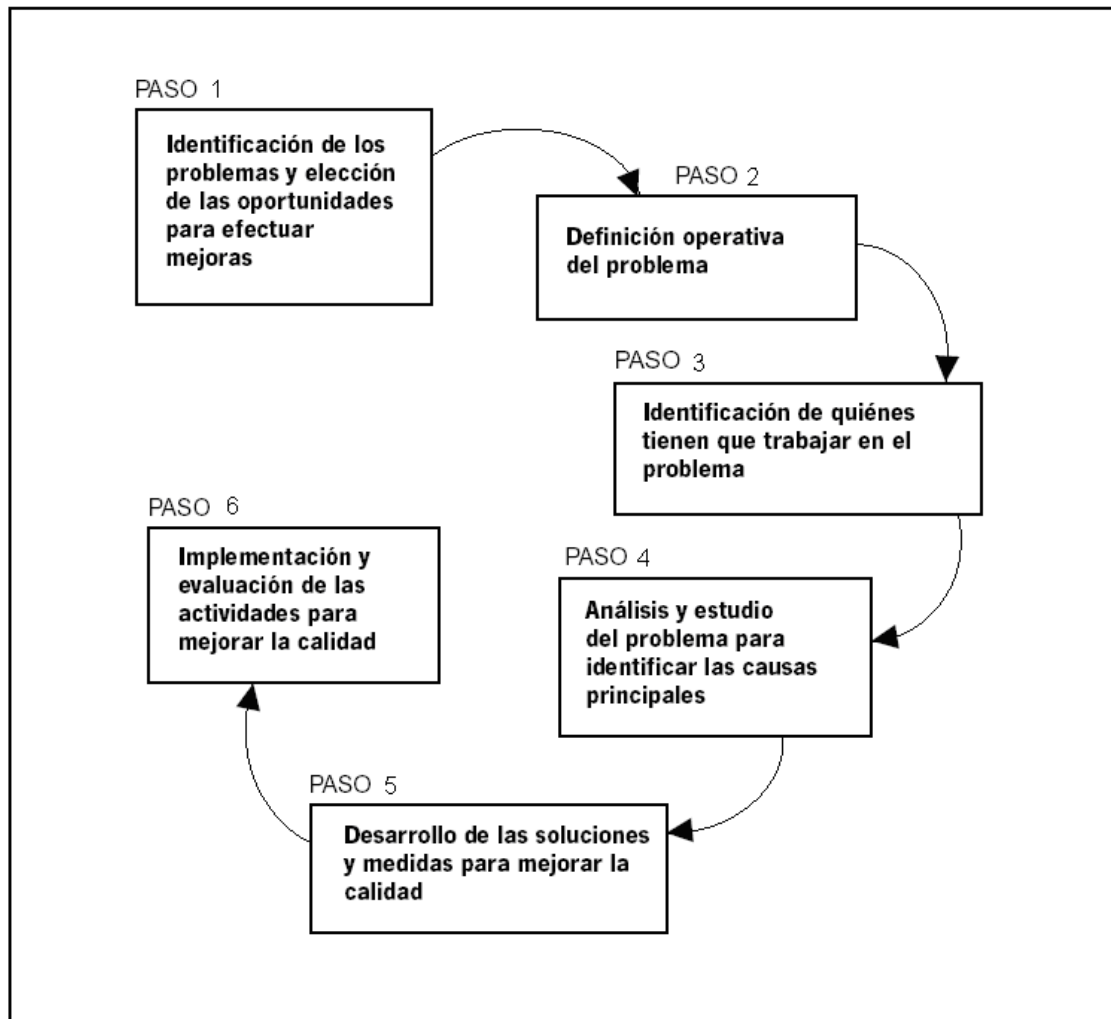 PASO 1
Identificación de los
problemas y elección
de las oportunidades
para efectuar
mejoras
PASO 2
Definición operativa
del problema
PASO 3
Identificación de quiénes
tienen que trabajar en el
problema
PASO 4
Análisis y estudio
del problema para
identificar las causas
principales
PASO 5
Desarrollo de las soluciones
y medidas para mejorar la
calidad
PASO 6
Implementación y
evaluación de las
actividades para
mejorar la calidad